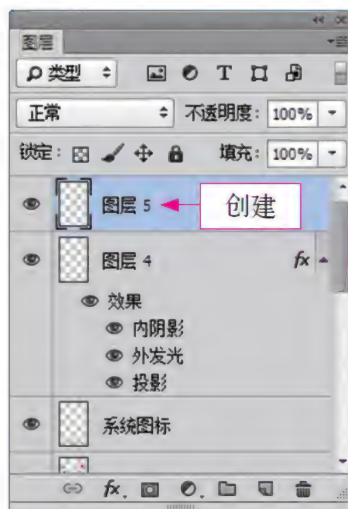 图层
类型 T
正常 不透明度: 100%
锁定: 填充: 100%
图层 5 创建
图层 4 fx
效果
内阴影
外发光
投影
系统图标
fx.